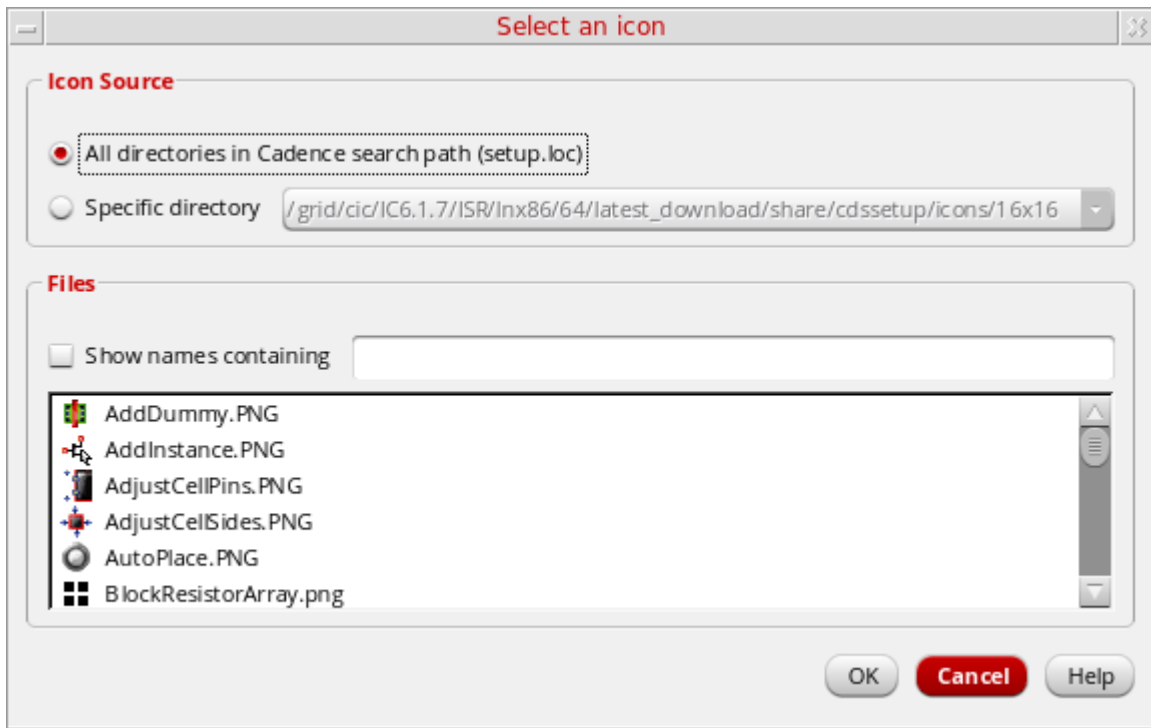 Select an icon
Icon Source
All directories in Cadence search path (setup.loc)
Specific directory /grid/cic/IC6.1.7/ISR/lnx86/64/latest_download/share/cdssetup/icons/16x16
Files
Show names containing
AddDummy.PNG
AddInstance.PNG
AdjustCellPins.PNG
AdjustCellSides.PNG
AutoPlace.PNG
BlockResistorArray.png
OK Cancel Help